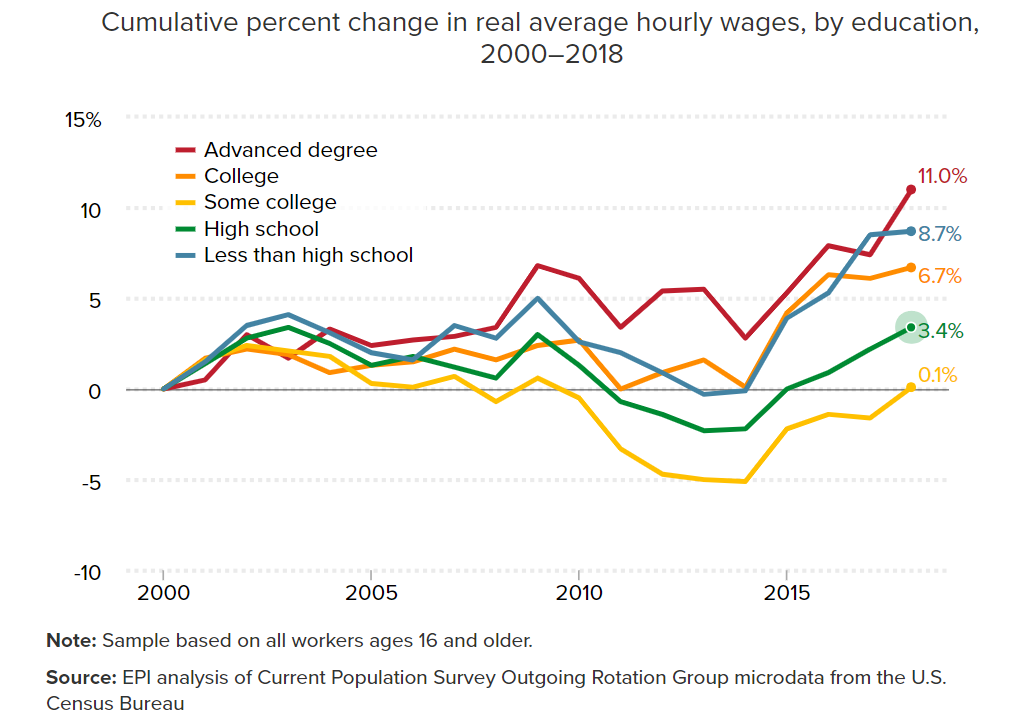 Cumulative percent change in real average hourly wages, by education,
2000–2018
15%
10
5
0
-5
-10
Advanced degree
College
Some college
High school
Less than high school
11.0%
8.7%
6.7%
3.4%
0.1%
2000
2005
2010
2015
Note: Sample based on all workers ages 16 and older.
Source: EPI analysis of Current Population Survey Outgoing Rotation Group microdata from the U.S.
Census Bureau